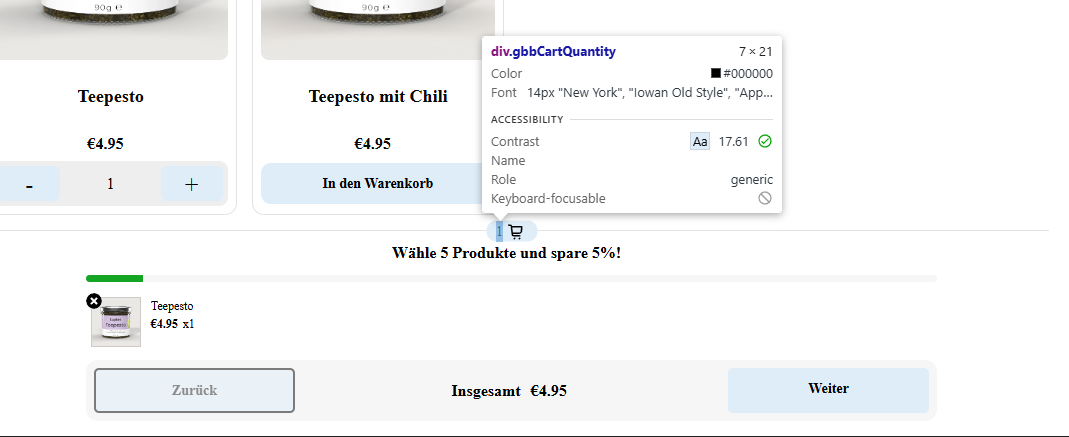 90g ℮
90g ℮
div.gbbCartQuantity 7 × 21
Color #000000
Font 14px "New York", "Iowan Old Style", "App...
ACCESSIBILITY
Contrast Aa 17.61
Name
Role generic
Keyboard-focusable
Teepesto
Teepesto mit Chili
€4.95
€4.95
- 1 +
In den Warenkorb
1
Wähle 5 Produkte und spare 5%!
Teepesto
Teepesto
€4.95 x1
Zurück
Insgesamt €4.95
Weiter